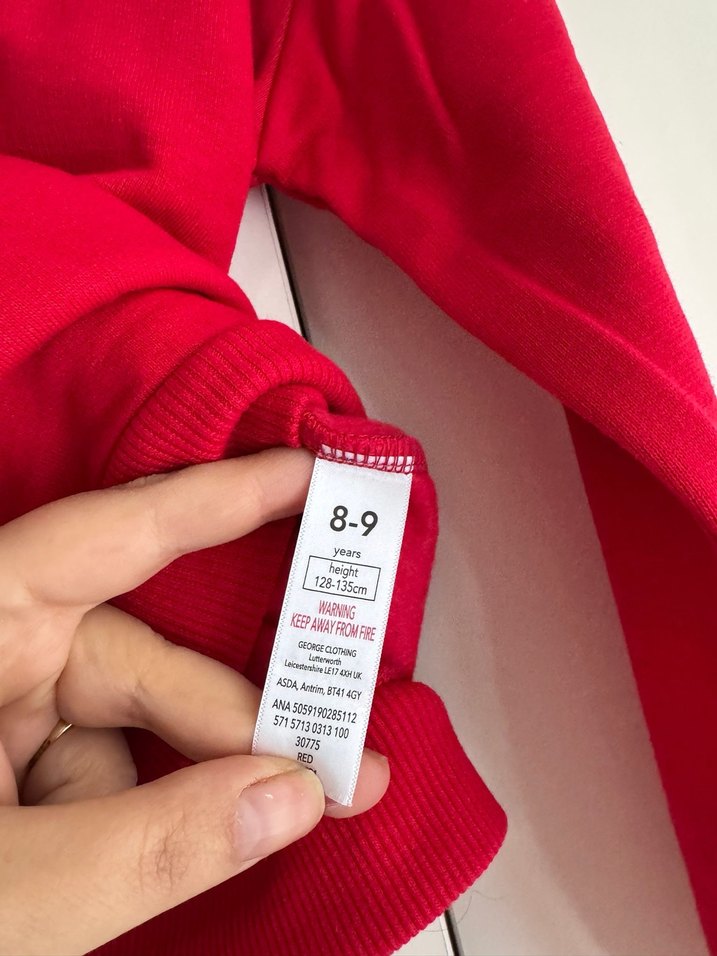 8-9
years
height
128-135cm
WARNING
KEEP AWAY FROM FIRE
GEORGE CLOTHING
Lutterworth
Leicestershire LE17 4XH UK
ASDA, Antrim, BT41 4GY
ANA 5059190285112
571 5713 0313 100
30775
RED